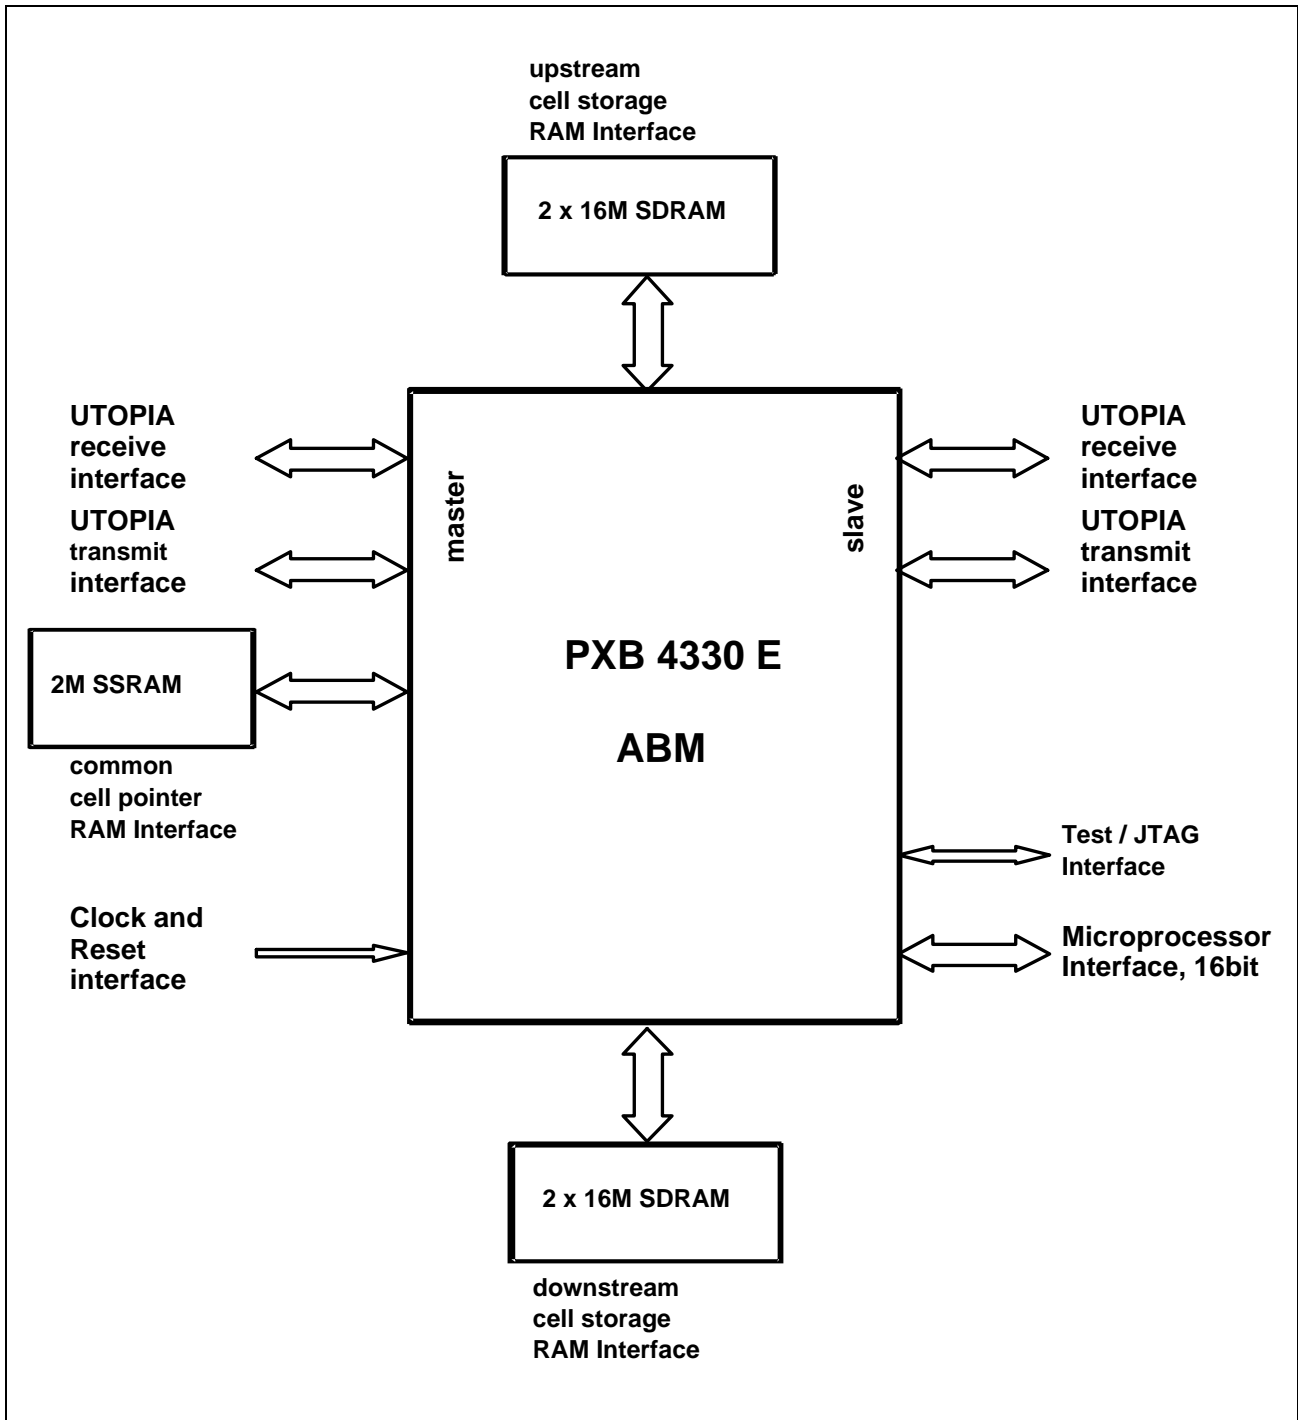 upstream
cell storage
RAM Interface
2 x 16M SDRAM
UTOPIA
receive
interface
UTOPIA
transmit
interface
master
slave
UTOPIA
receive
interface
UTOPIA
transmit
interface
PXB 4330 E
ABM
2M SSRAM
common
cell pointer
RAM Interface
Clock and
Reset
interface
Test / JTAG
Interface
Microprocessor
Interface, 16bit
2 x 16M SDRAM
downstream
cell storage
RAM Interface